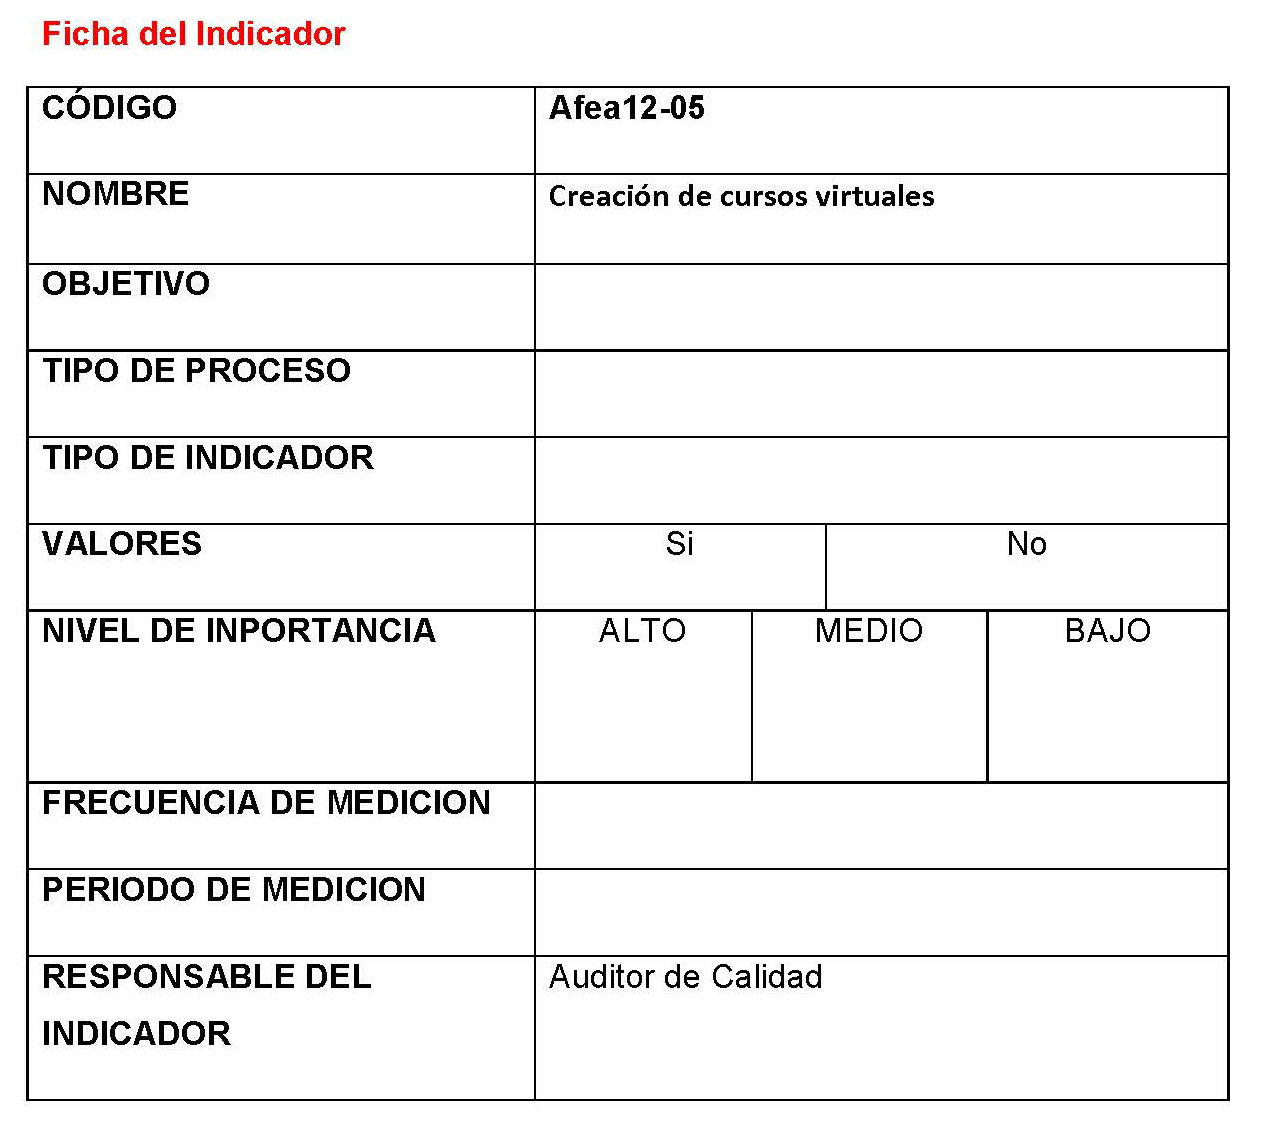 Ficha del Indicador
CÓDIGO Afea12-05
NOMBRE Creación de cursos virtuales
OBJETIVO
TIPO DE PROCESO
TIPO DE INDICADOR
VALORES Si No
NIVEL DE INPORTANCIA ALTO MEDIO BAJO
FRECUENCIA DE MEDICION
PERIODO DE MEDICION
RESPONSABLE DEL Auditor de Calidad
INDICADOR